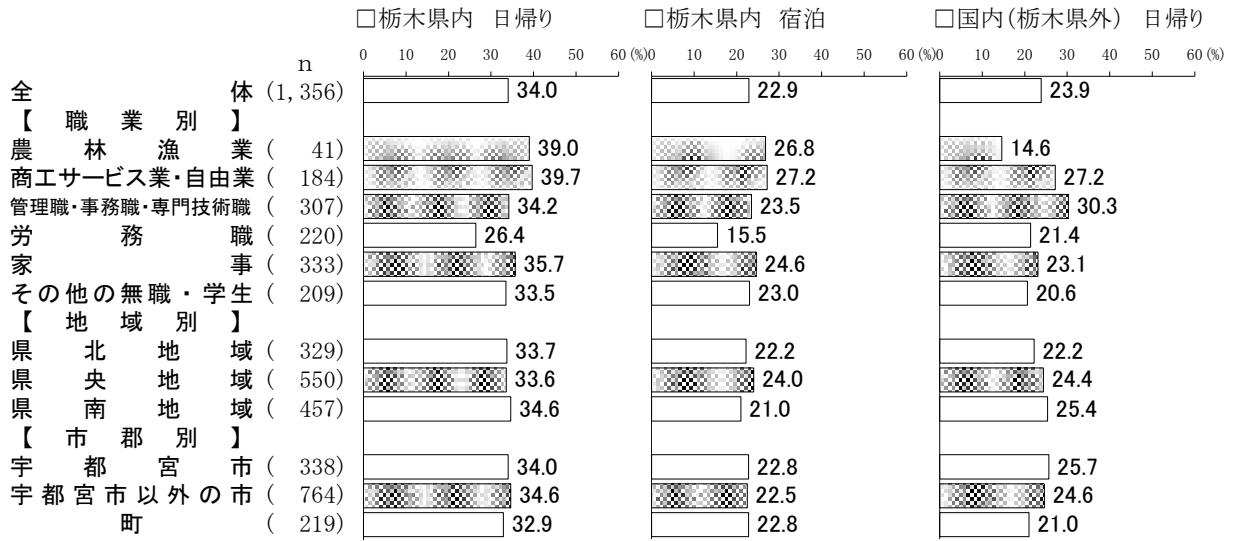 □栃木県内　日帰り　□栃木県内　宿泊　□国内(栃木県外)　日帰り
0 10 20 30 40 50 60 (%) 0 10 20 30 40 50 60 (%) 0 10 20 30 40 50 60 (%)
n
全体 (1,356) 34.0 22.9 23.9
【職業別】
農林漁業 ( 41) 39.0 26.8 14.6
商工サービス業・自由業 ( 184) 39.7 27.2 27.2
管理職・事務職・専門技術職 ( 307) 34.2 23.5 30.3
労務職 ( 220) 26.4 15.5 21.4
家事 ( 333) 35.7 24.6 23.1
その他の無職・学生 ( 209) 33.5 23.0 20.6
【地域別】
県北地域 ( 329) 33.7 22.2 22.2
県央地域 ( 550) 33.6 24.0 24.4
県南地域 ( 457) 34.6 21.0 25.4
【市郡別】
宇都宮市 ( 338) 34.0 22.8 25.7
宇都宮市以外の市 ( 764) 34.6 22.5 24.6
町 ( 219) 32.9 22.8 21.0